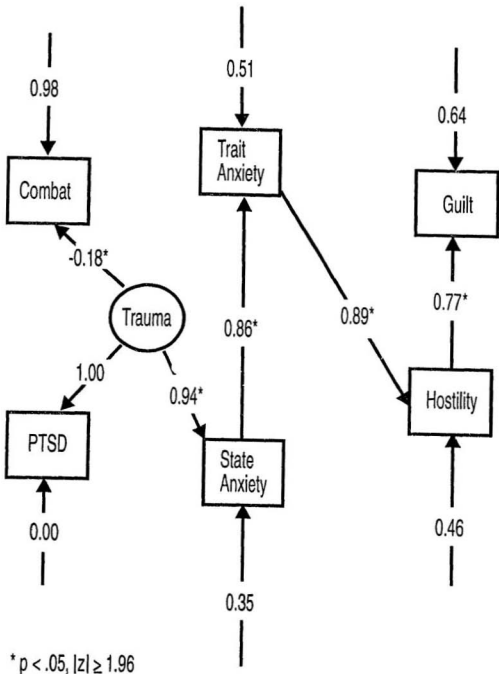 0.98
0.51
0.64
Combat
Trait
Anxiety
Guilt
-0.18*
Trauma
0.86*
0.89*
0.77*
1.00
0.94*
PTSD
State
Anxiety
Hostility
0.00
0.35
0.46
* p < .05, |z| ≥ 1.96